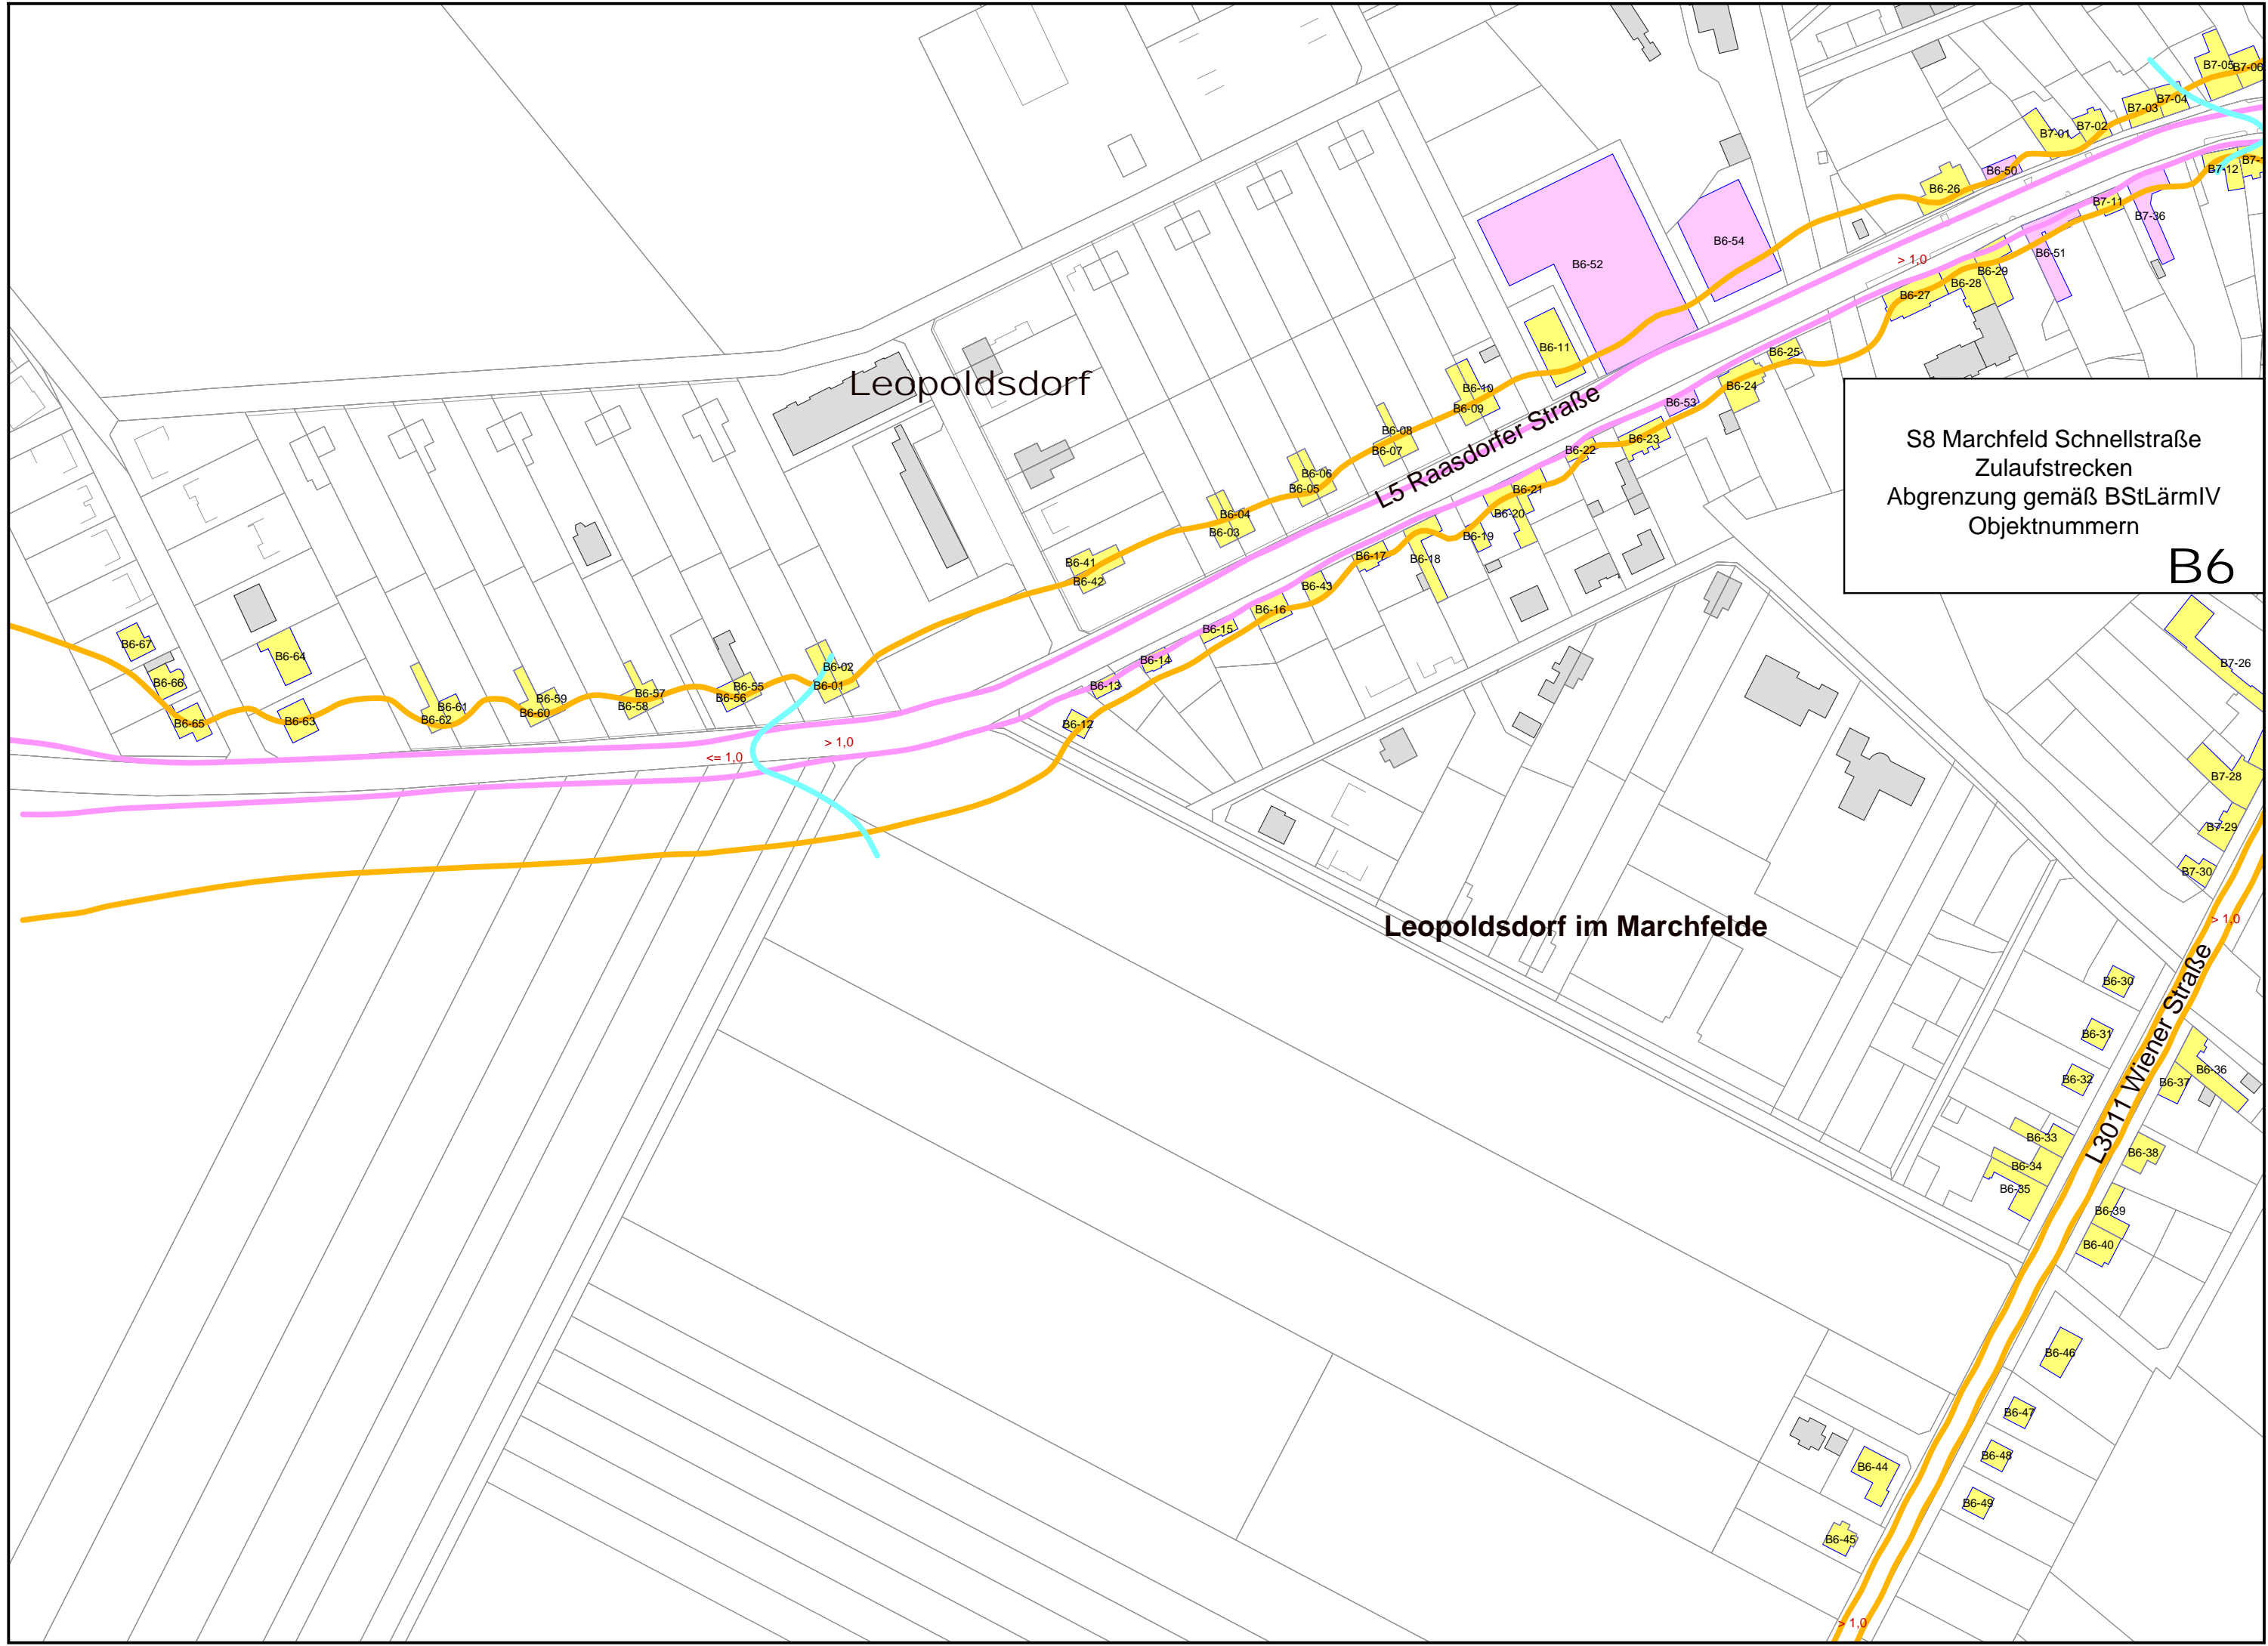 B7-05
B7-06
B7-04
B7-03
B7-02
B7-01
B7-12
B7-1
B6-50
B6-26
B7-11
B7-36
B6-54
B6-52
B6-51
> 1,0
B6-29
B6-28
B6-27
B6-11
B6-25
Leopoldsdorf
B6-24
B6-10
B6-09
B6-53
B6-08
B6-07
B6-23
B6-22
L5 Raasdorfer Straße
S8 Marchfeld Schnellstraße
Zulaufstrecken
Abgrenzung gemäß BStLärmIV
Objektnummern
B6
B6-06
B6-05
B6-21
B6-20
B6-04
B6-03
B6-19
B6-18
B6-17
B6-41
B6-42
B6-43
B6-16
B6-15
B6-14
B6-13
B6-12
B6-67
B6-64
B6-66
B6-65
B6-63
B6-61
B6-62
B6-59
B6-60
B6-57
B6-58
B6-55
B6-56
B6-02
B6-01
<= 1,0
> 1,0
B7-26
B7-28
B7-29
B7-30
> 1,0
Leopoldsdorf im Marchfelde
L3011 Wiener Straße
B6-30
B6-31
B6-32
B6-36
B6-37
B6-33
B6-34
B6-35
B6-38
B6-39
B6-40
B6-46
B6-47
B6-48
B6-49
B6-44
B6-45
> 1,0